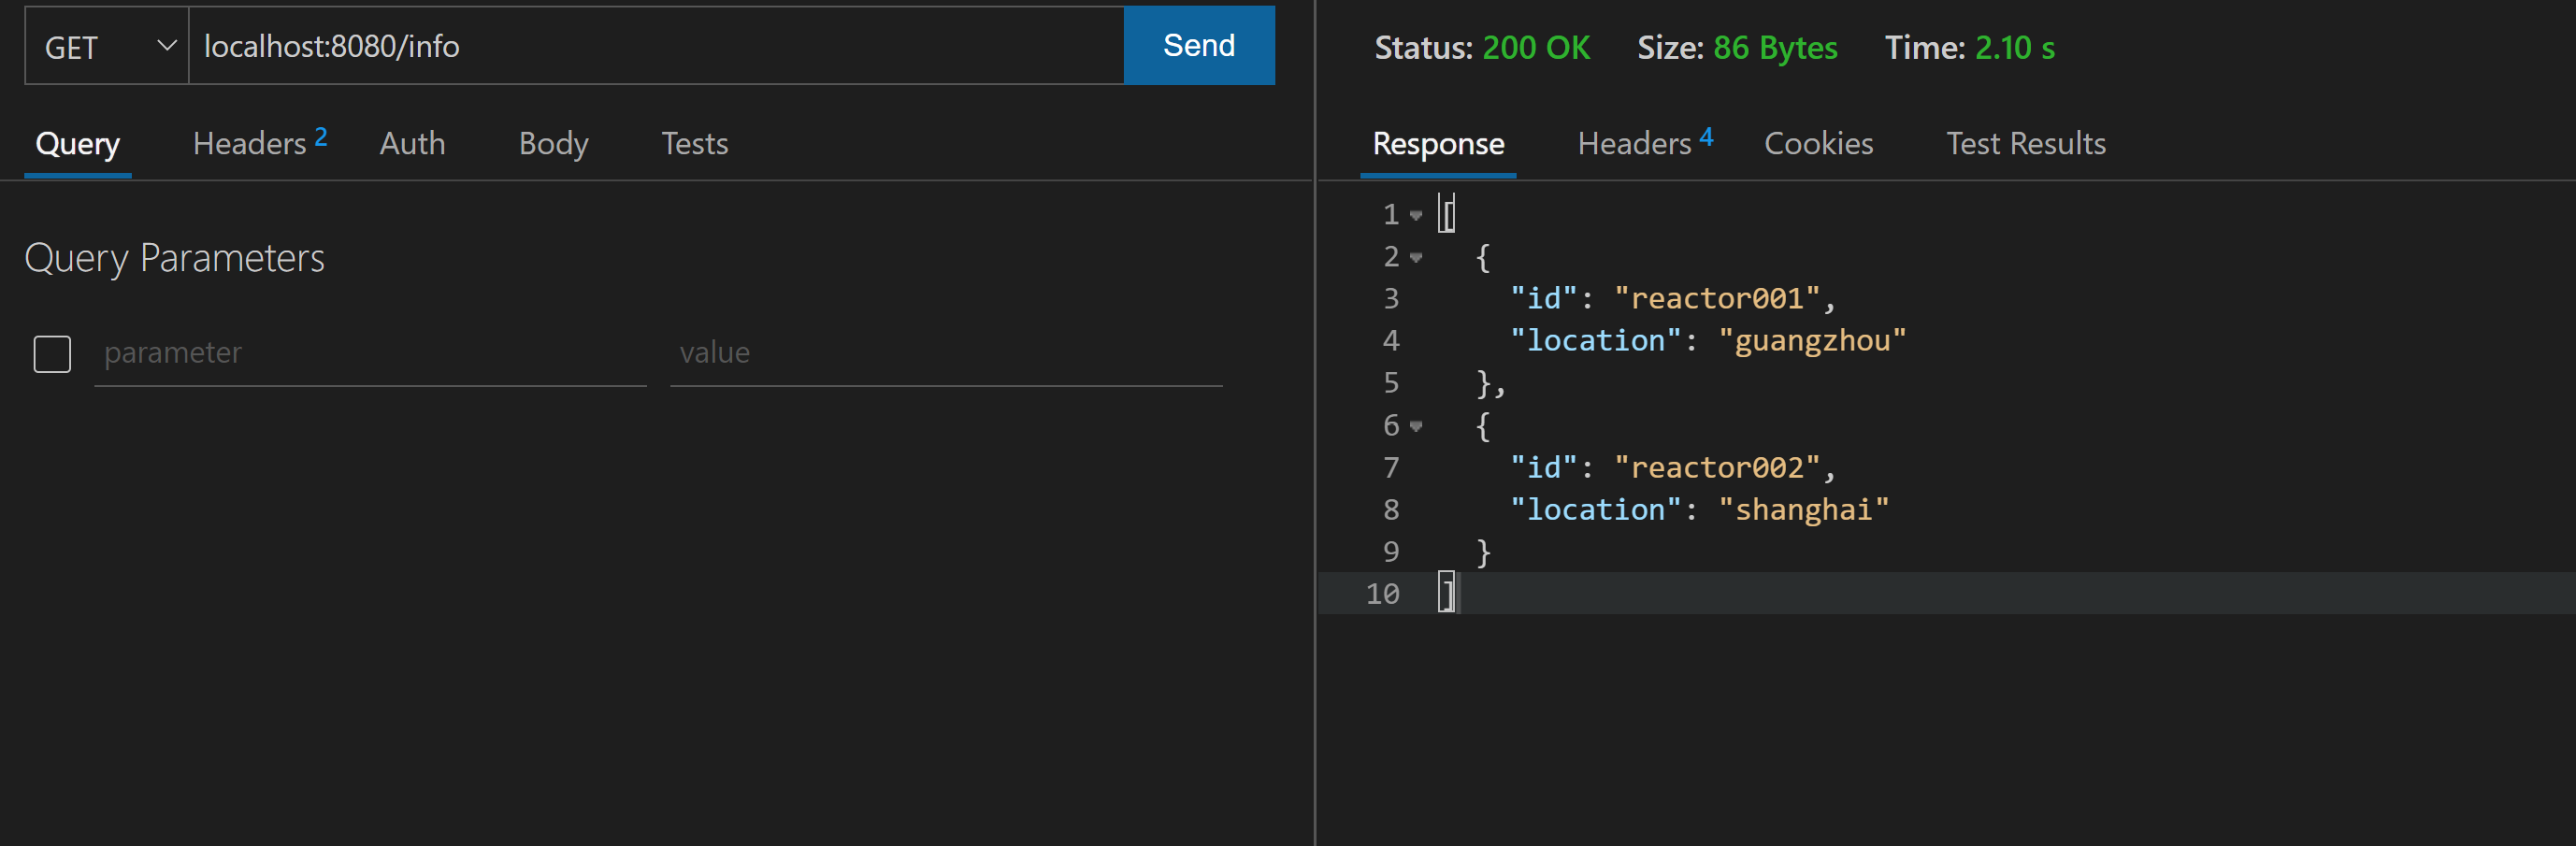 GET localhost:8080/info Send
Query Headers 2 Auth Body Tests
Query Parameters
parameter value
Status: 200 OK Size: 86 Bytes Time: 2.10 s
Response Headers 4 Cookies Test Results
1 [
2 {
3 "id": "reactor001",
4 "location": "guangzhou"
5 },
6 {
7 "id": "reactor002",
8 "location": "shanghai"
9 }
10 ]